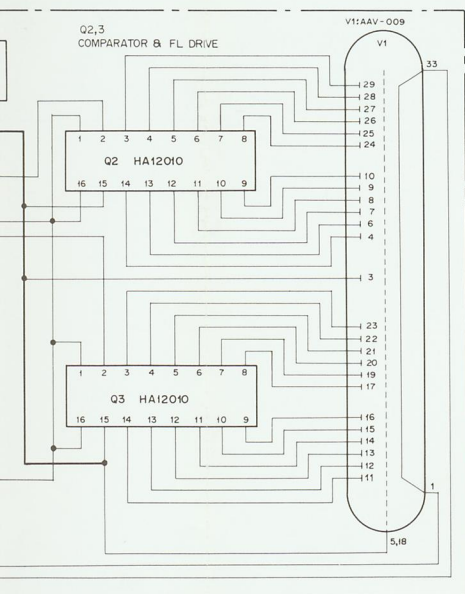 V1:AAV-009
Q2,3
COMPARATOR & FL DRIVE
V1
33
29
28
27
26
25
24
1 2 3 4 5 6 7 8
Q2 HA12010
16 15 14 13 12 11 10 9
10
9
8
7
6
4
3
23
22
21
20
19
17
1 2 3 4 5 6 7 8
Q3 HA12010
16 15 14 13 12 11 10 9
16
15
14
13
12
11
1
5,18